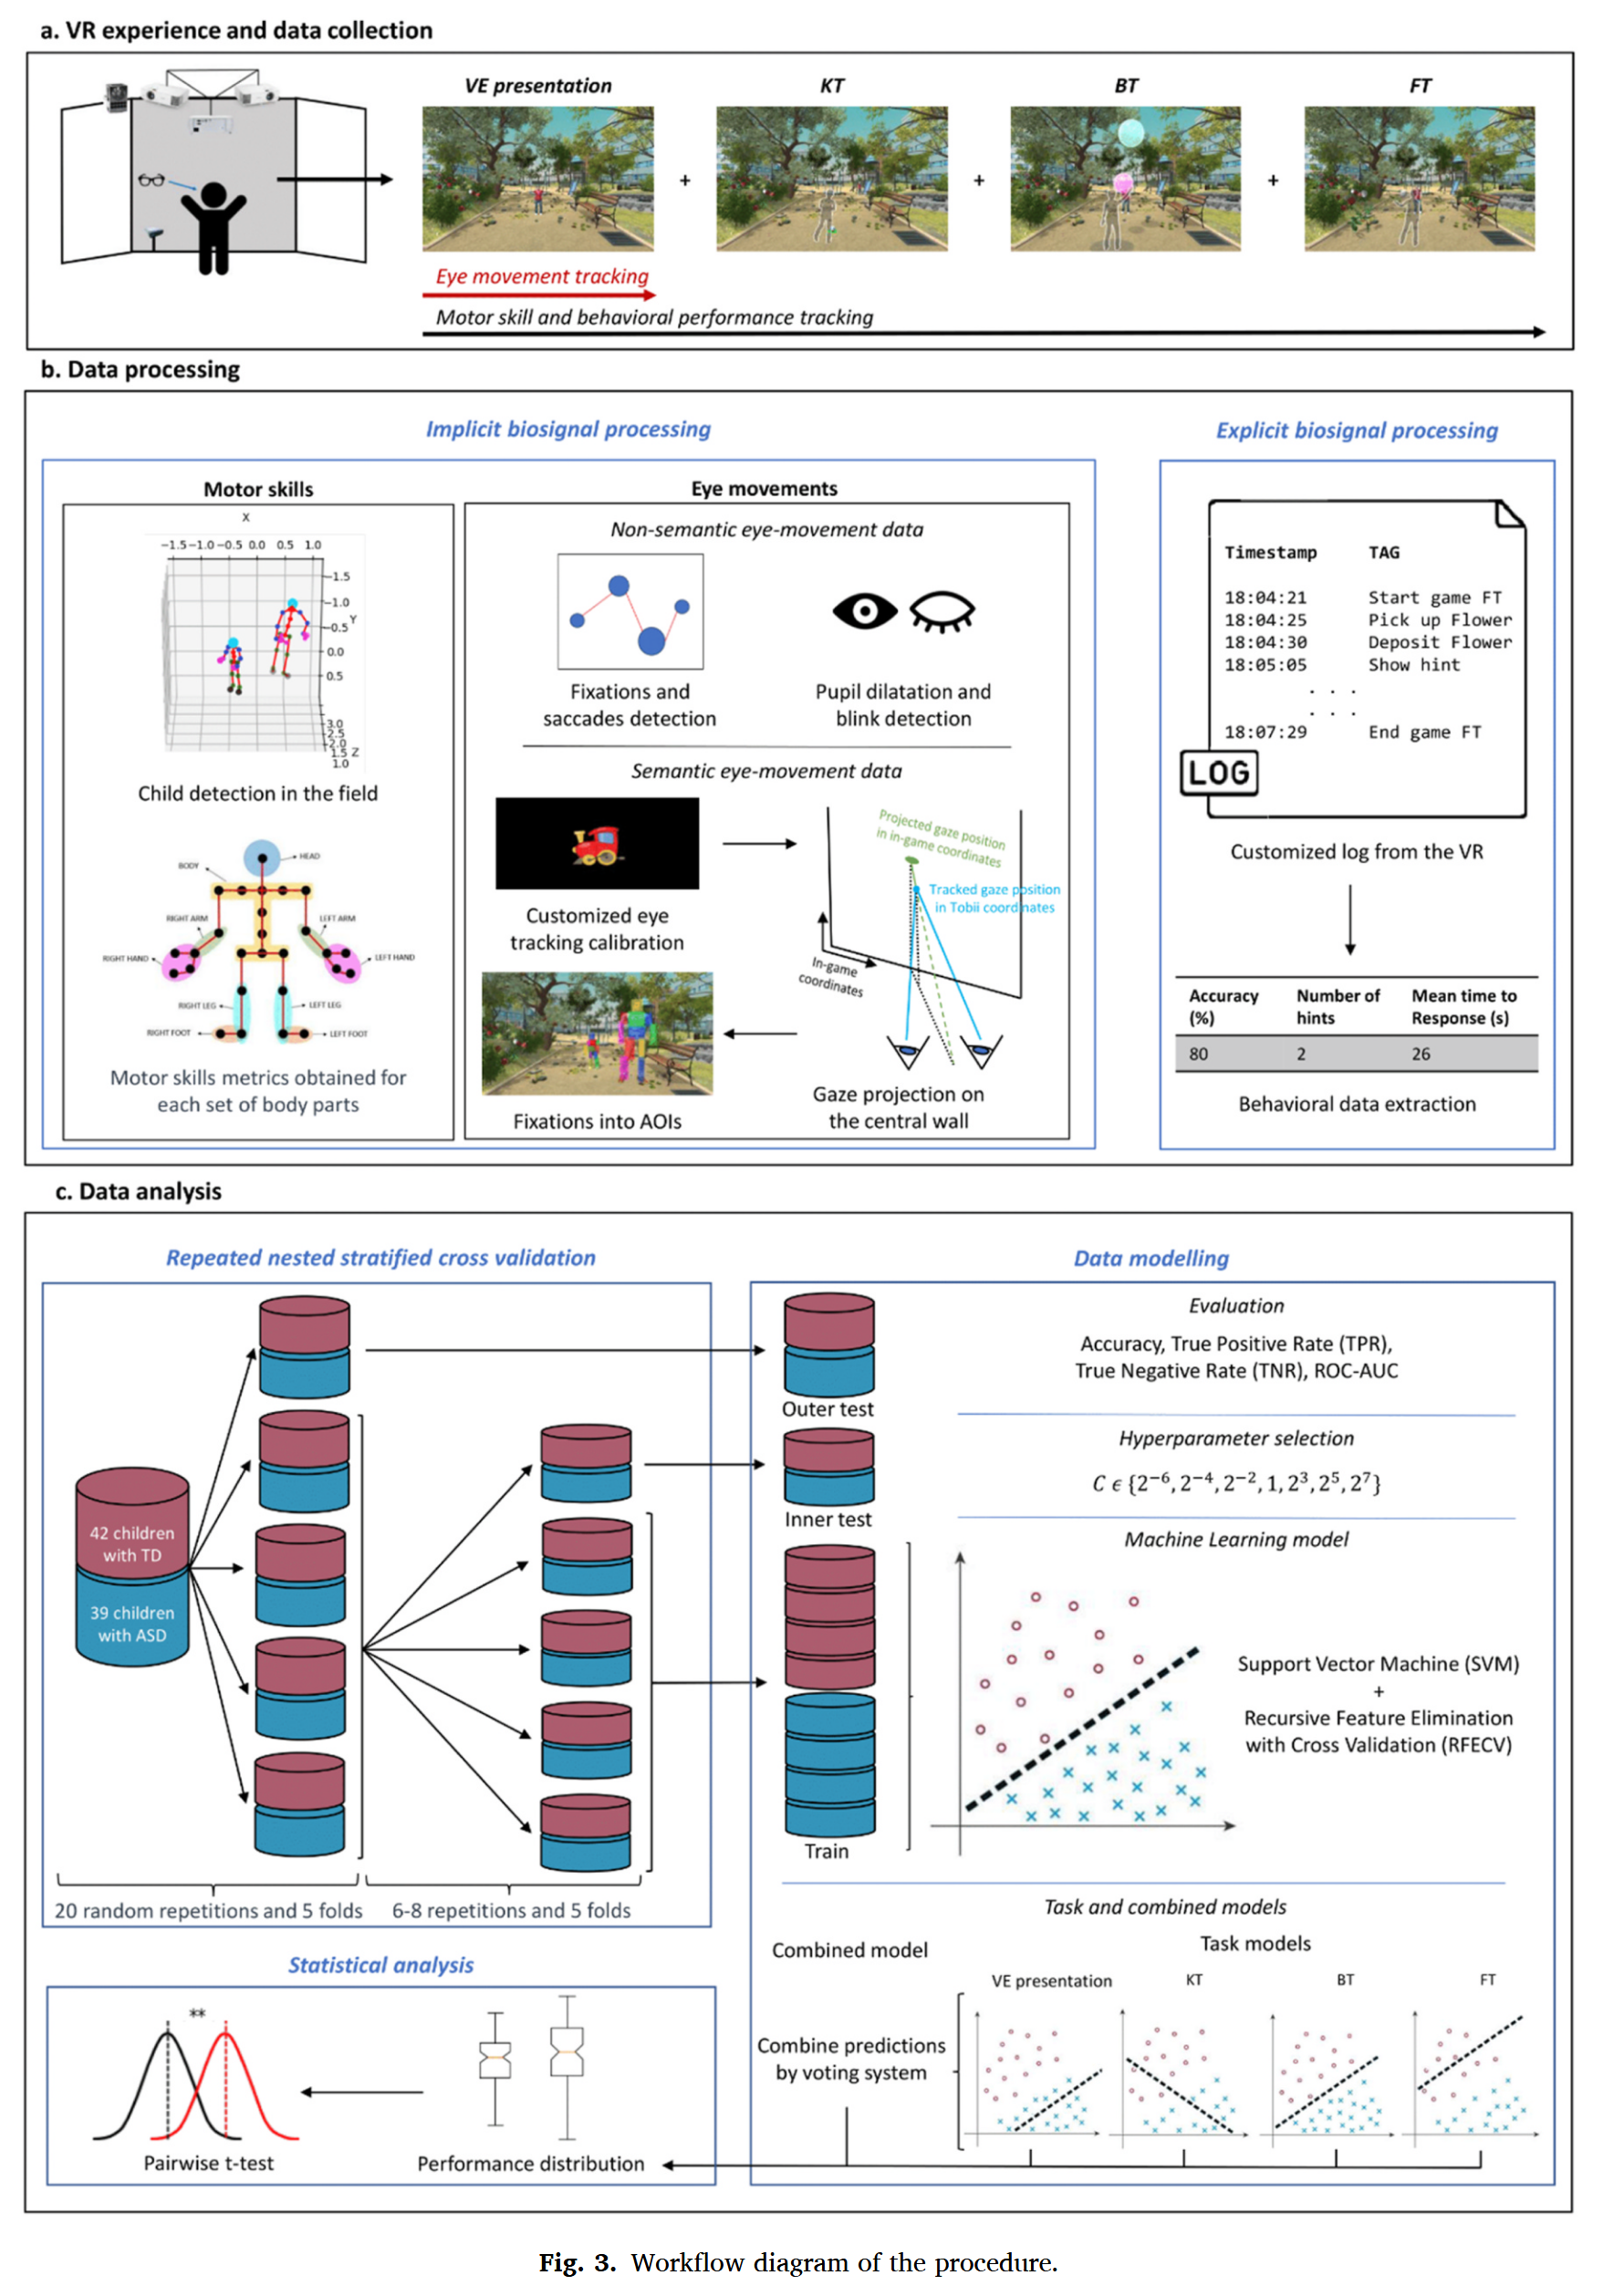 a. VR experience and data collection
VE presentation
KT
BT
FT
+
+
+
Eye movement tracking
Motor skill and behavioral performance tracking
b. Data processing
Implicit biosignal processing
Explicit biosignal processing
Motor skills
X
-1.5 -1.0 -0.5 0.0 0.5 1.0
-1.5
-1.0
-0.5 Y
0.0
0.5
3.0
2.5
2.0
1.5 Z
1.0
Child detection in the field
HEAD
BODY
RIGHT ARM
LEFT ARM
RIGHT HAND
LEFT HAND
RIGHT LEG
LEFT LEG
RIGHT FOOT
LEFT FOOT
Motor skills metrics obtained for
each set of body parts
Eye movements
Non-semantic eye-movement data
Fixations and
saccades detection
Pupil dilatation and
blink detection
Semantic eye-movement data
Customized eye
tracking calibration
Projected gaze position
in in-game coordinates
Tracked gaze position
in Tobii coordinates
In-game
coordinates
Fixations into AOIs
Gaze projection on
the central wall
Timestamp TAG
18:04:21 Start game FT
18:04:25 Pick up Flower
18:04:30 Deposit Flower
18:05:05 Show hint
. . .
. . .
18:07:29 End game FT
LOG
Customized log from the VR
Accuracy (%) Number of hints Mean time to Response (s)
80 2 26
Behavioral data extraction
c. Data analysis
Repeated nested stratified cross validation
42 children
with TD
39 children
with ASD
20 random repetitions and 5 folds
6-8 repetitions and 5 folds
Data modelling
Outer test
Inner test
Train
Evaluation
Accuracy, True Positive Rate (TPR),
True Negative Rate (TNR), ROC-AUC
Hyperparameter selection
C ϵ {2⁻⁶, 2⁻⁴, 2⁻², 1, 2³, 2⁵, 2⁷}
Machine Learning model
Support Vector Machine (SVM)
+
Recursive Feature Elimination
with Cross Validation (RFECV)
Task and combined models
Combined model
Task models
VE presentation
KT
BT
FT
Combine predictions
by voting system
Statistical analysis
**
Pairwise t-test
Performance distribution
Fig. 3. Workflow diagram of the procedure.